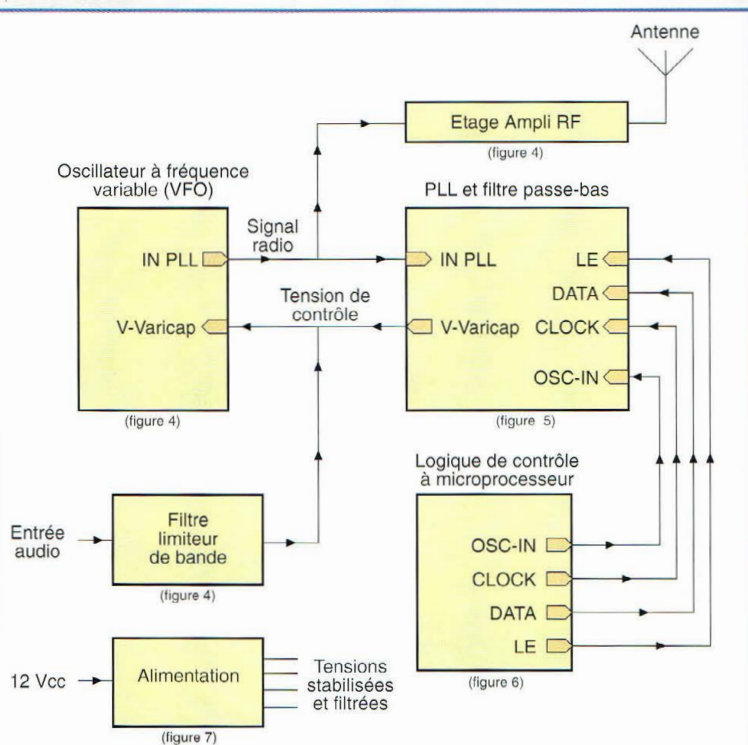 Antenne
Etage Ampli RF
(figure 4)
Oscillateur à fréquence
variable (VFO)
PLL et filtre passe-bas
Signal
radio
IN PLL
IN PLL
LE
DATA
Tension de
contrôle
V-Varicap
V-Varicap
CLOCK
OSC-IN
(figure 4)
(figure 5)
Logique de contrôle
à microprocesseur
Entrée
audio
Filtre
limiteur
de bande
(figure 4)
OSC-IN
CLOCK
DATA
LE
(figure 6)
12 Vcc
Alimentation
Tensions
stabilisées
et filtrées
(figure 7)